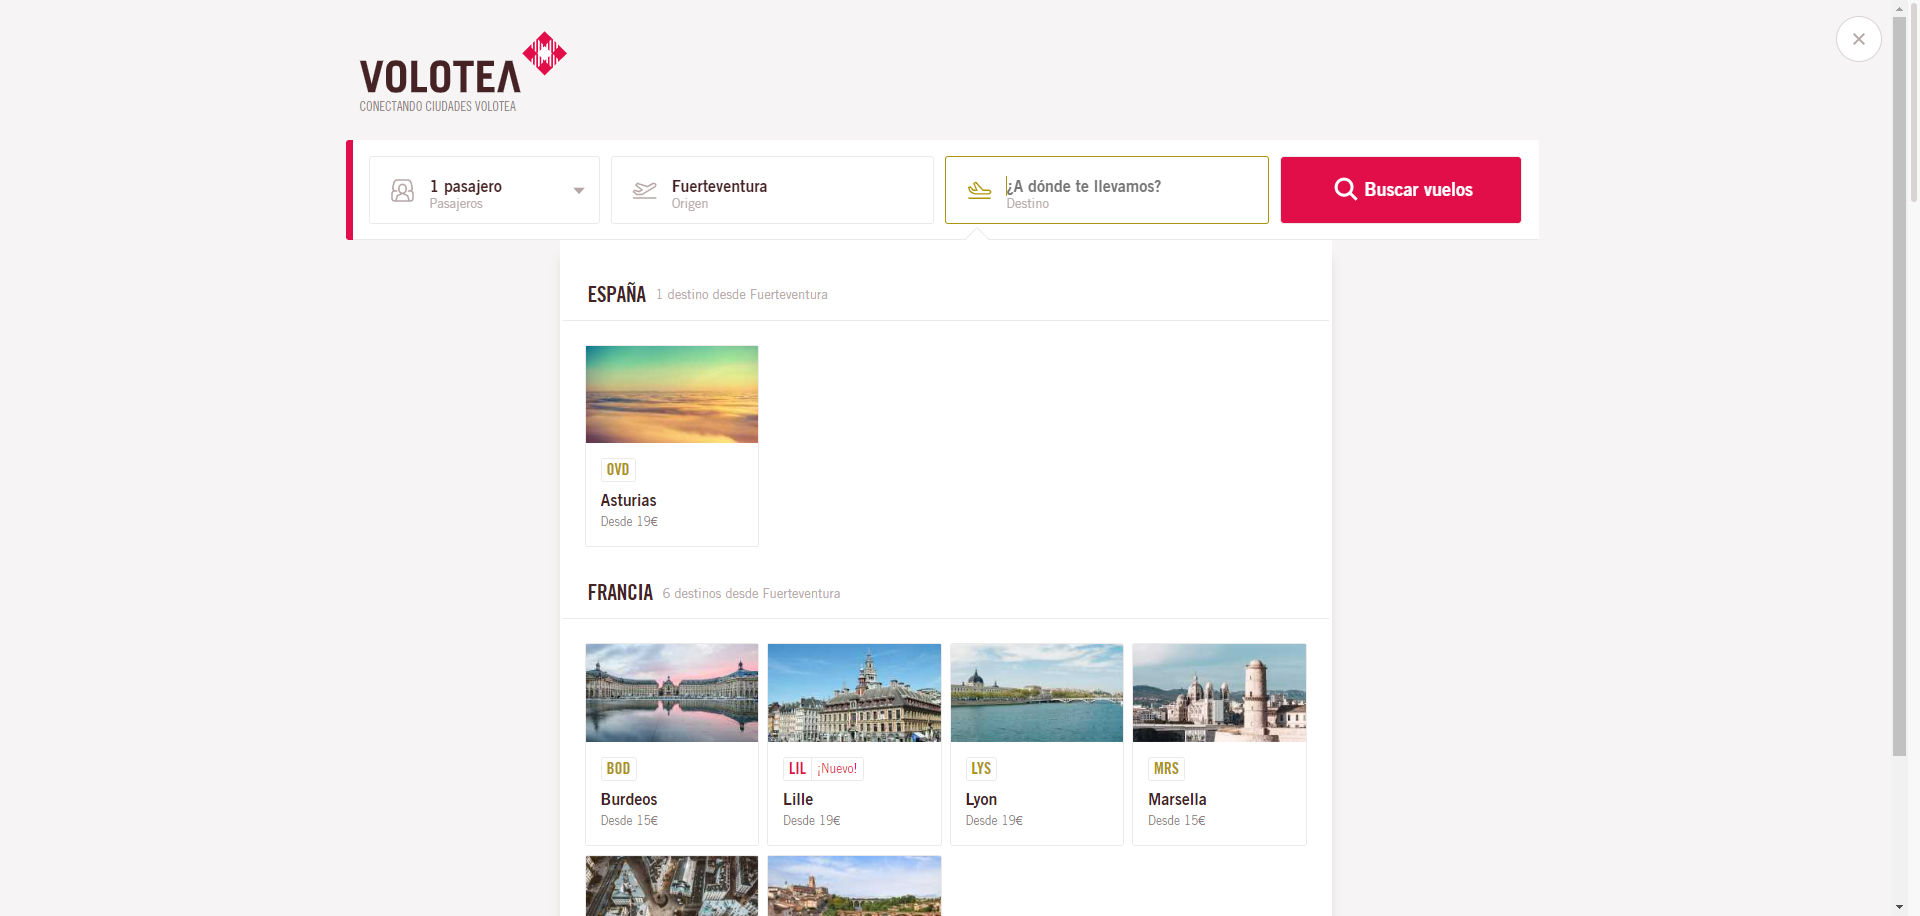 VOLOTEA
CONECTANDO CIUDADES VOLOTEA
1 pasajero
Pasajeros
Fuerteventura
Origen
¿A dónde te llevamos?
Destino
Buscar vuelos
ESPAÑA 1 destino desde Fuerteventura
OVD
Asturias
Desde 19€
FRANCIA 6 destinos desde Fuerteventura
BOD
Burdeos
Desde 15€
LIL ¡Nuevo!
Lille
Desde 19€
LYS
Lyon
Desde 19€
MRS
Marsella
Desde 15€